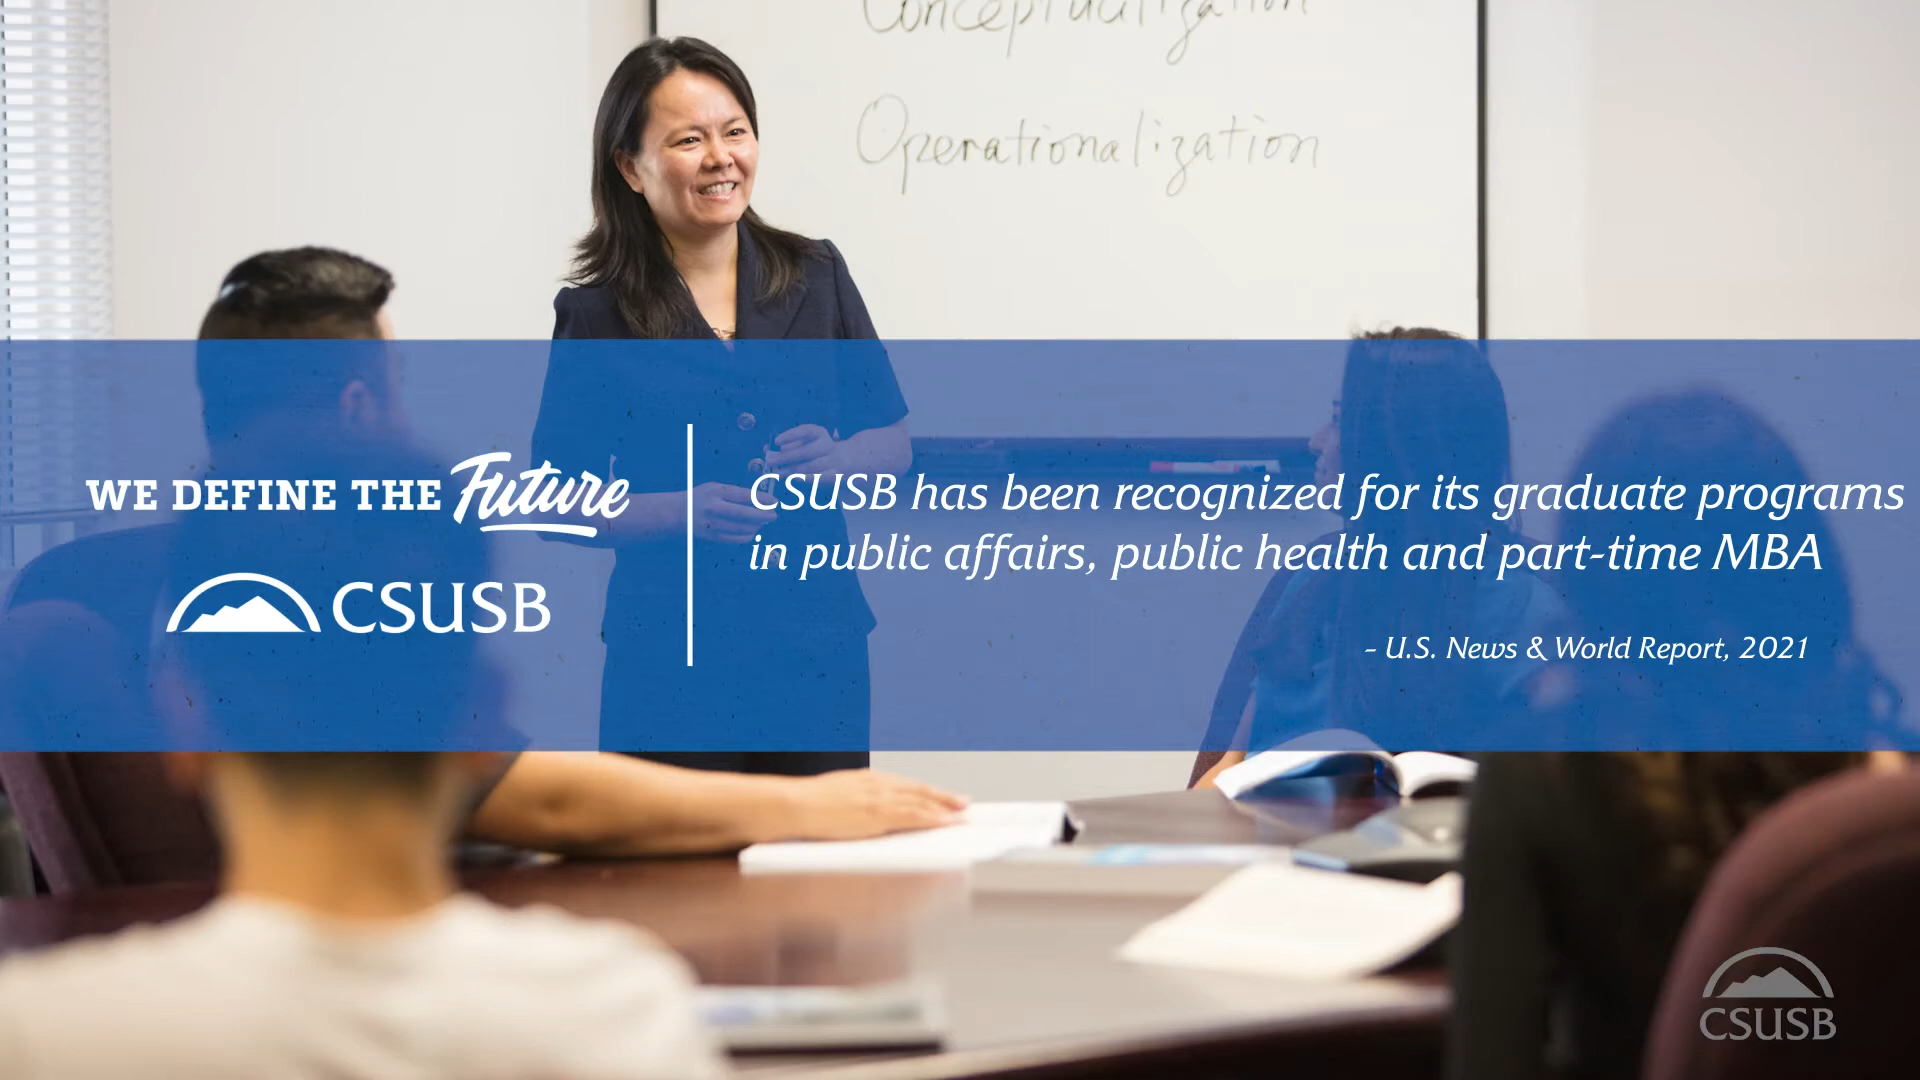 Conceptualization
Operationalization
WE DEFINE THE Future
CSUSB
CSUSB has been recognized for its graduate programs
in public affairs, public health and part-time MBA
- U.S. News & World Report, 2021
CSUSB